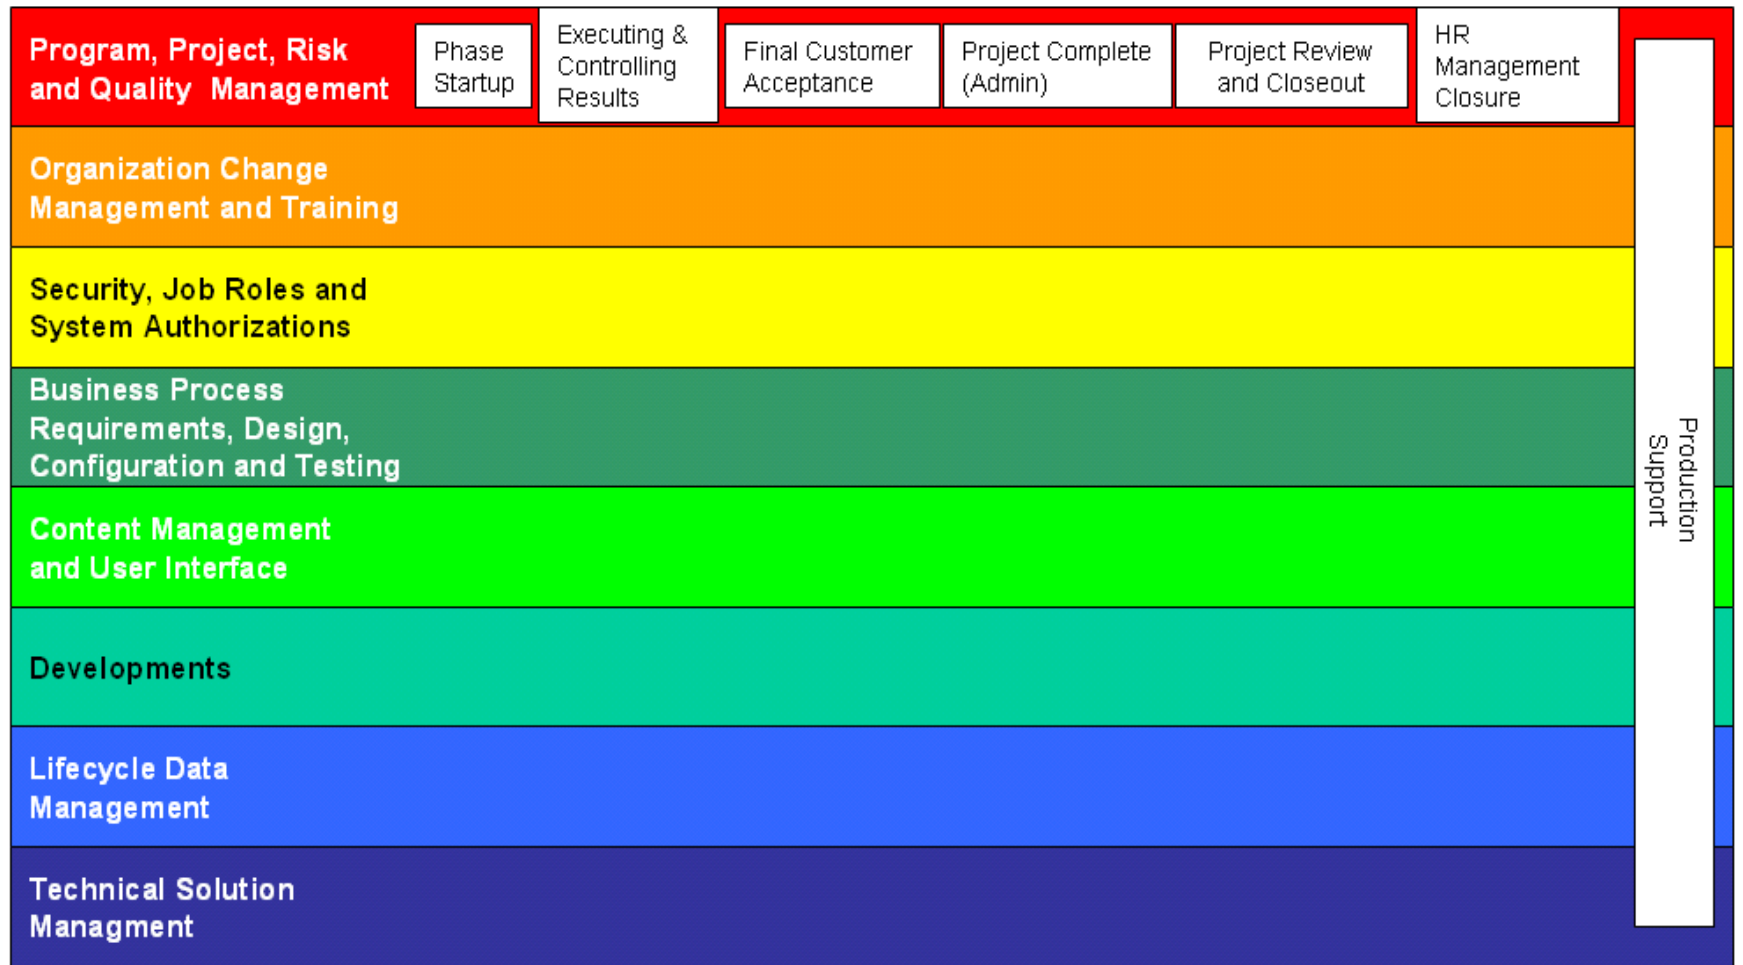 Program, Project, Risk
and Quality Management
Phase
Startup
Executing &
Controlling
Results
Final Customer
Acceptance
Project Complete
(Admin)
Project Review
and Closeout
HR
Management
Closure
Organization Change
Management and Training
Security, Job Roles and
System Authorizations
Business Process
Requirements, Design,
Configuration and Testing
Content Management
and User Interface
Developments
Lifecycle Data
Management
Technical Solution
Managment
Production
Support